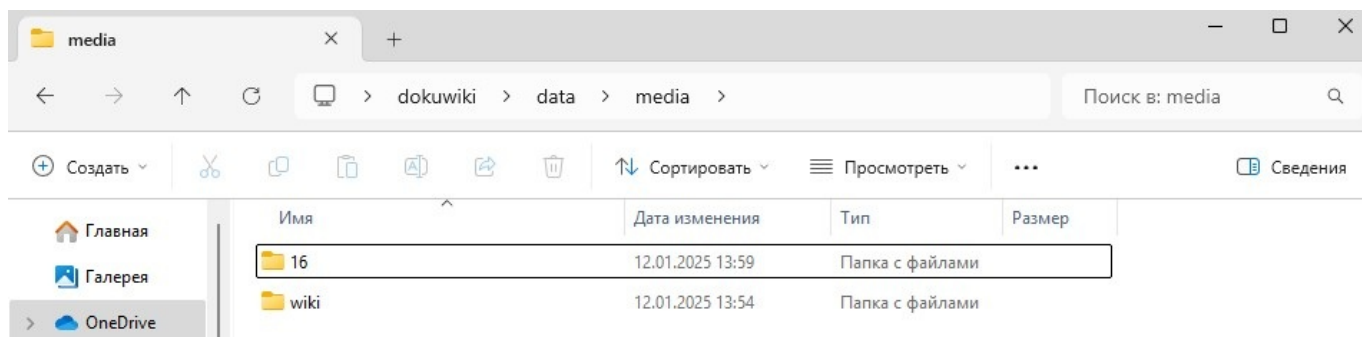 media
dokuwiki > data > media >
Поиск в: media
Создать
Сортировать
Просмотреть
Сведения
Имя Дата изменения Тип Размер
Главная
Галерея
OneDrive
16 12.01.2025 13:59 Папка с файлами
wiki 12.01.2025 13:54 Папка с файлами